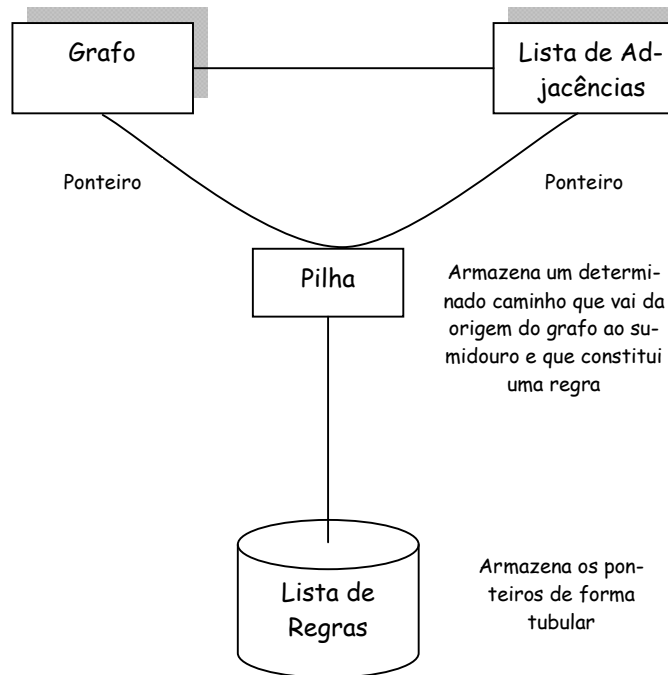 Grafo
Lista de Ad-
jacências
Ponteiro
Ponteiro
Pilha
Armazena um determi-
nado caminho que vai da
origem do grafo ao su-
midouro e que constitui
uma regra
Lista de
Regras
Armazena os pon-
teiros de forma
tubular